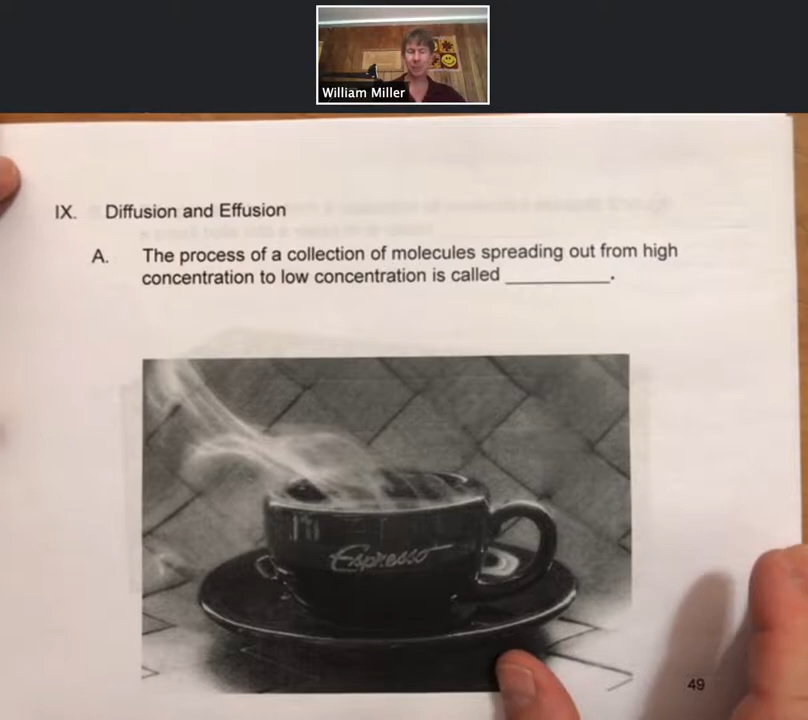 William Miller
IX. Diffusion and Effusion
A. The process of a collection of molecules spreading out from high
concentration to low concentration is called __________.
Espresso
49